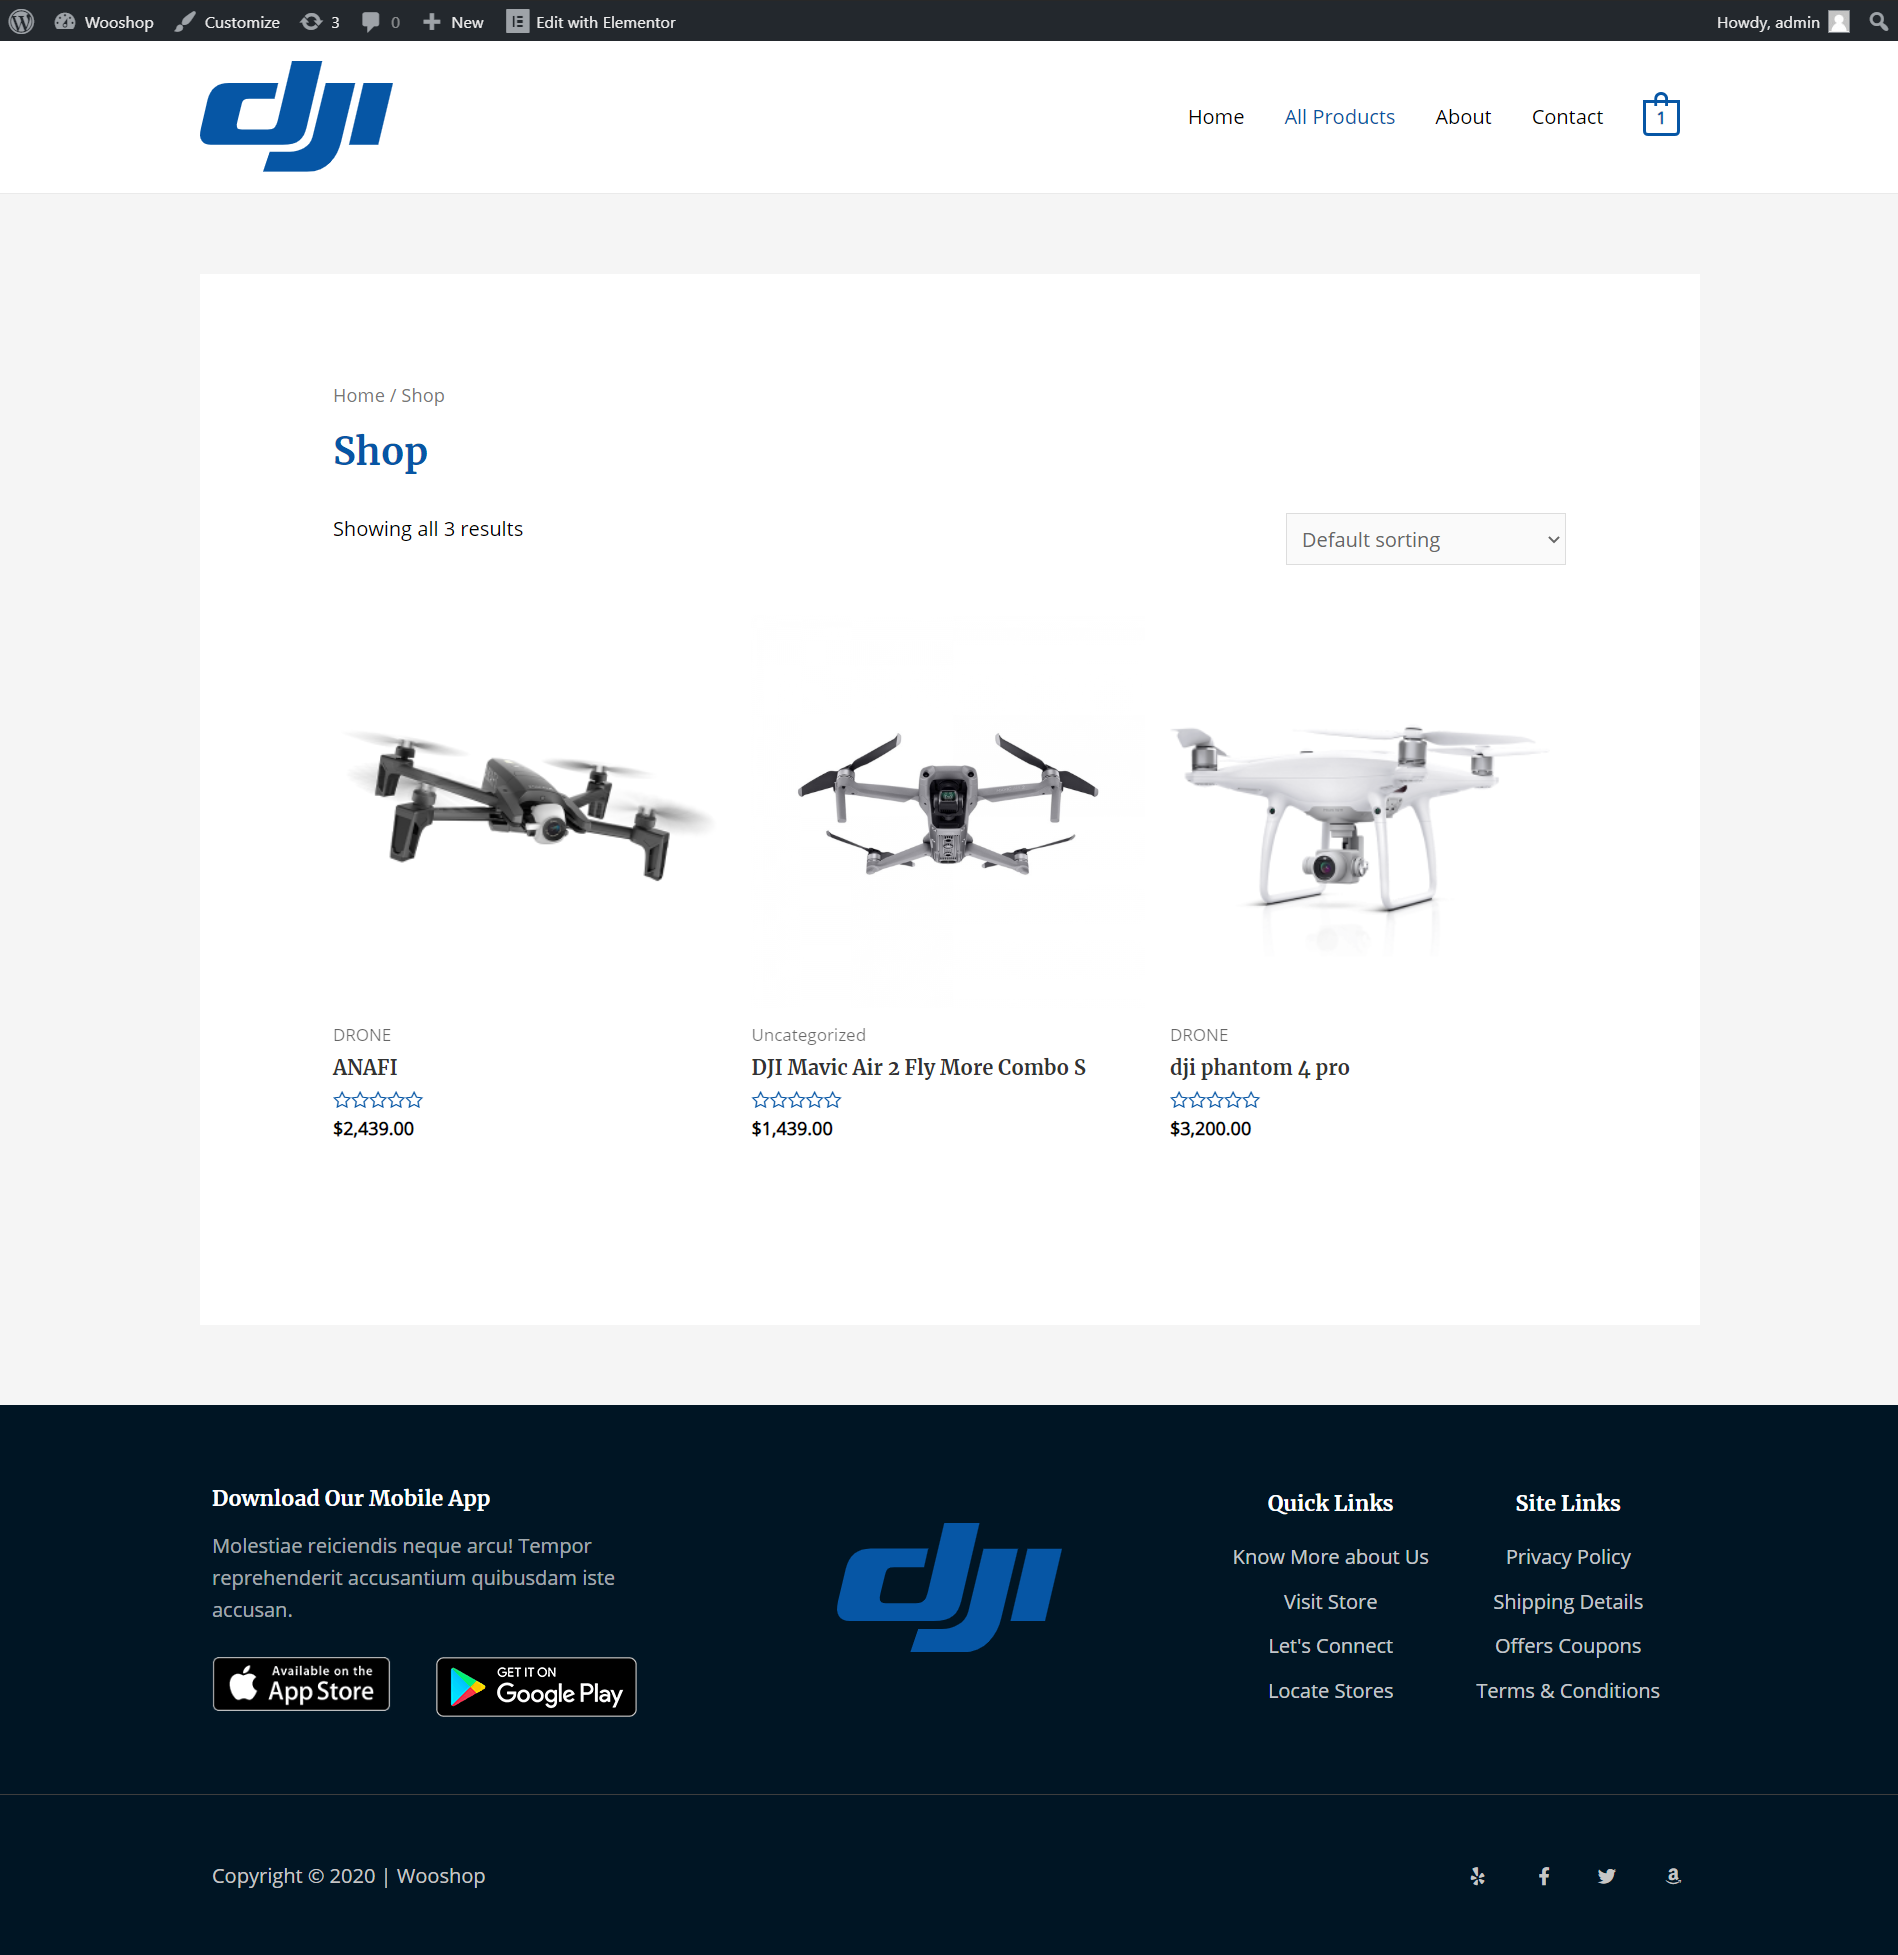 Wooshop Customize 3 0 New Edit with Elementor Howdy, admin
dji
Home All Products About Contact 1
Home / Shop
Shop
Showing all 3 results
Default sorting
DRONE
ANAFI
$2,439.00
Uncategorized
DJI Mavic Air 2 Fly More Combo S
$1,439.00
DRONE
dji phantom 4 pro
$3,200.00
Download Our Mobile App
Molestiae reiciendis neque arcu! Tempor
reprehenderit accusantium quibusdam iste
accusan.
Available on the
App Store
GET IT ON
Google Play
dji
Quick Links
Know More about Us
Visit Store
Let's Connect
Locate Stores
Site Links
Privacy Policy
Shipping Details
Offers Coupons
Terms & Conditions
Copyright © 2020 | Wooshop